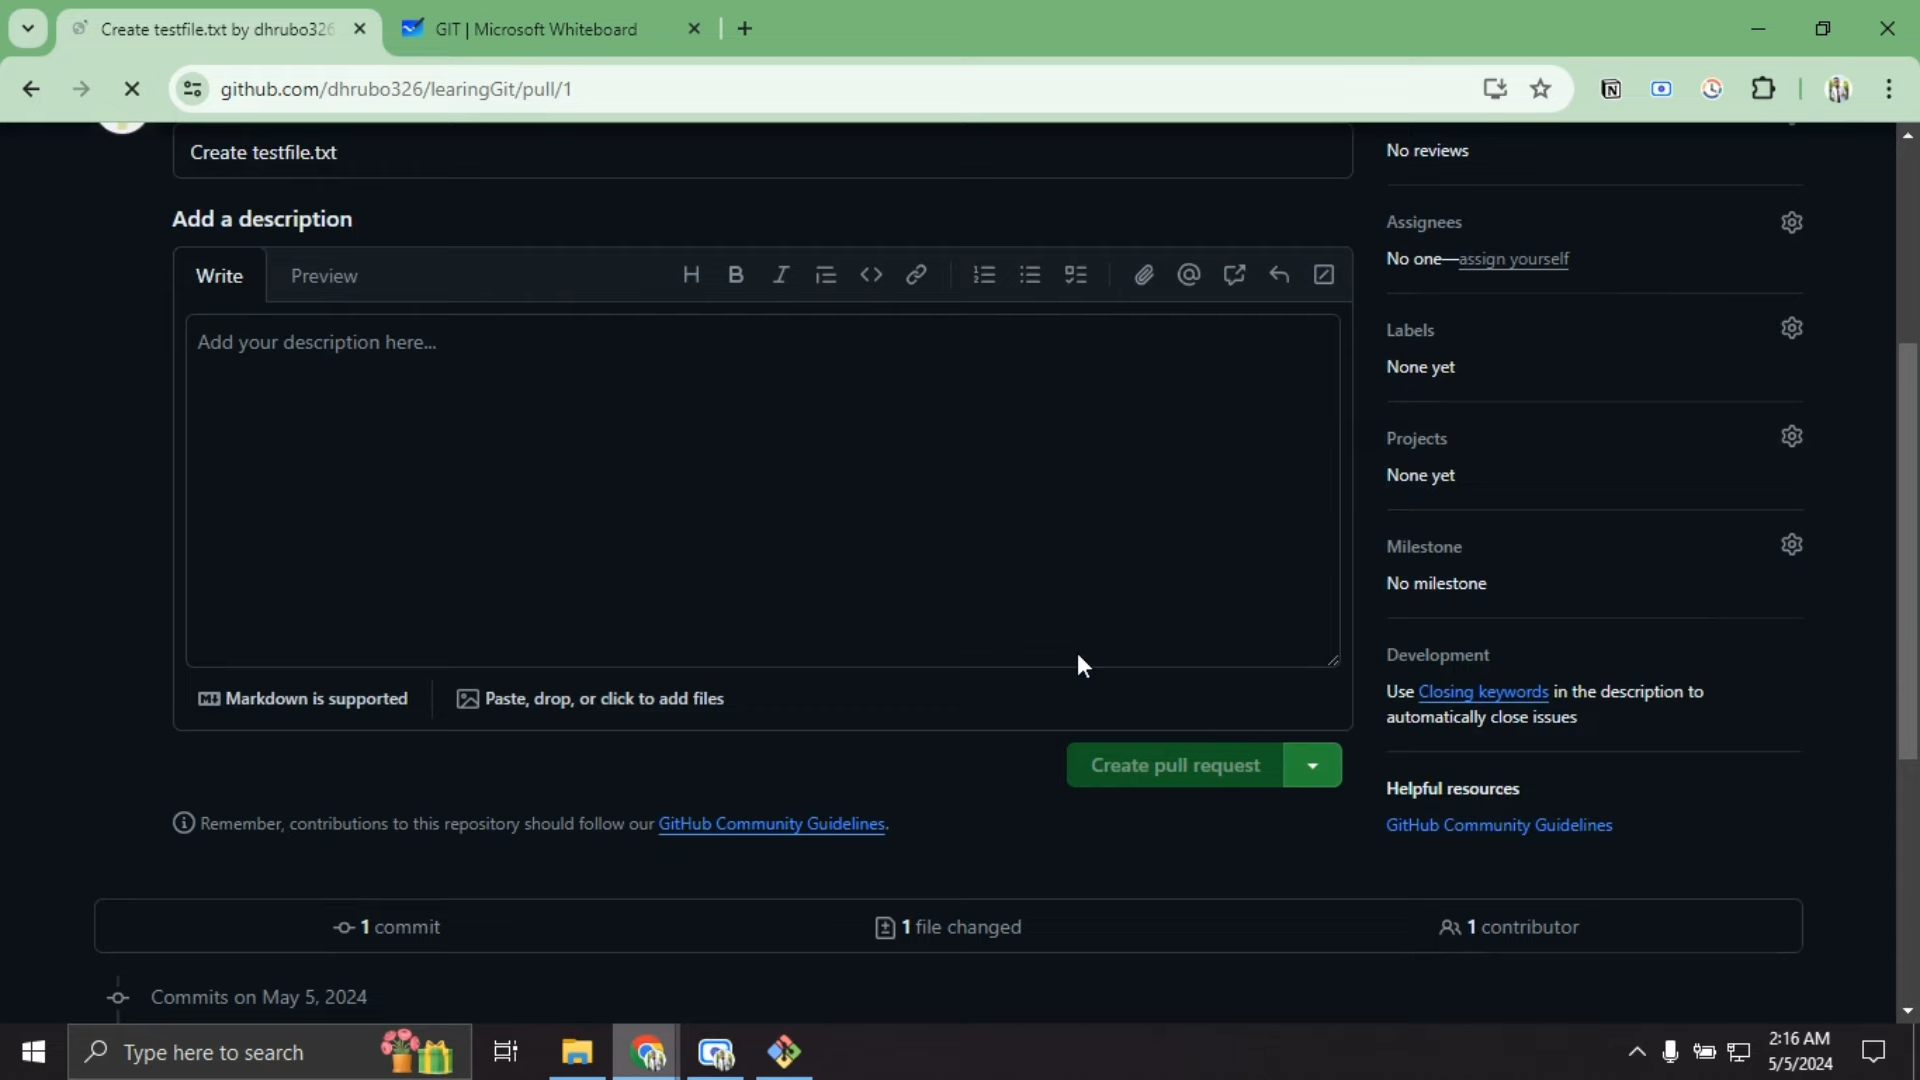 Create testfile.txt by dhrubo326
GIT | Microsoft Whiteboard
github.com/dhrubo326/learingGit/pull/1
Create testfile.txt
No reviews
Add a description
Assignees
No one—assign yourself
Write
Preview
Add your description here...
Labels
None yet
Projects
None yet
Milestone
No milestone
Development
Use Closing keywords in the description to
automatically close issues
Markdown is supported
Paste, drop, or click to add files
Create pull request
Helpful resources
GitHub Community Guidelines
Remember, contributions to this repository should follow our GitHub Community Guidelines.
1 commit
1 file changed
1 contributor
Commits on May 5, 2024
Type here to search
2:16 AM
5/5/2024